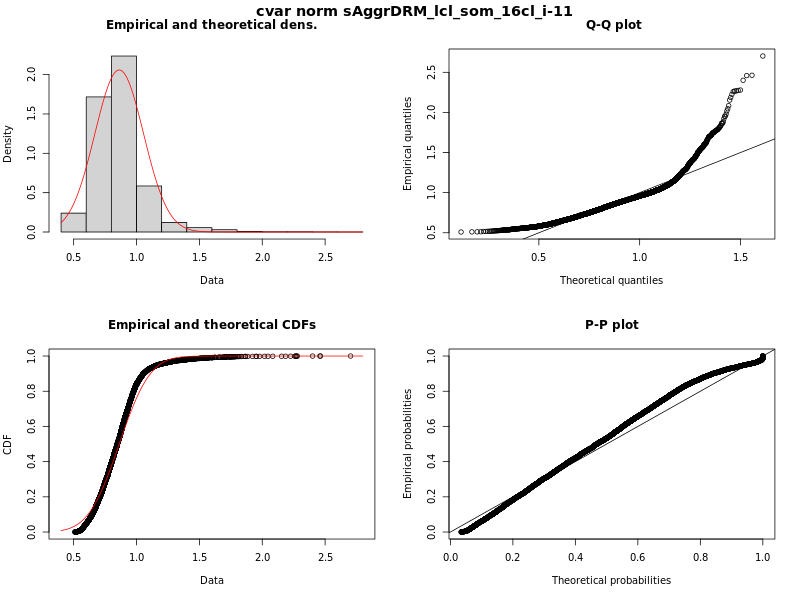 cvar norm sAggrDRM_lcl_som_16cl_i-11
Empirical and theoretical dens.
Density
0.0 0.5 1.0 1.5 2.0
0.5 1.0 1.5 2.0 2.5
Data
Q-Q plot
Empirical quantiles
0.5 1.0 1.5 2.0 2.5
0.5 1.0 1.5
Theoretical quantiles
Empirical and theoretical CDFs
CDF
0.0 0.2 0.4 0.6 0.8 1.0
0.5 1.0 1.5 2.0 2.5
Data
P-P plot
Empirical probabilities
0.0 0.2 0.4 0.6 0.8 1.0
0.0 0.2 0.4 0.6 0.8 1.0
Theoretical probabilities